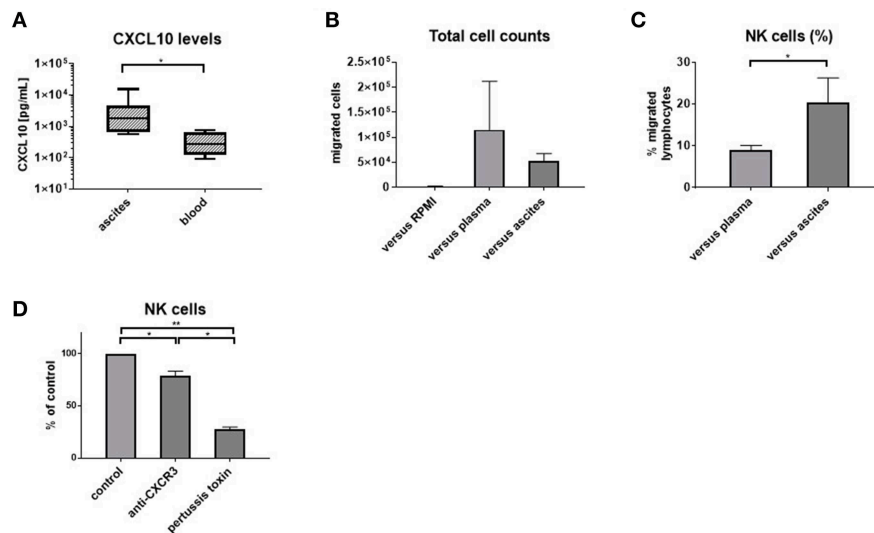 A
CXCL10 levels
*
1×10⁵
1×10⁴
1×10³
1×10²
1×10¹
CXCL10 [pg/mL]
ascites
blood
B
Total cell counts
2.5×10⁵
2×10⁵
1.5×10⁵
1×10⁵
5×10⁴
0
migrated cells
versus RPMI
versus plasma
versus ascites
C
NK cells (%)
*
30
20
10
0
% migrated
lymphocytes
versus plasma
versus ascites
D
NK cells
**
* *
100
50
0
% of control
control
anti-CXCR3
pertussis toxin